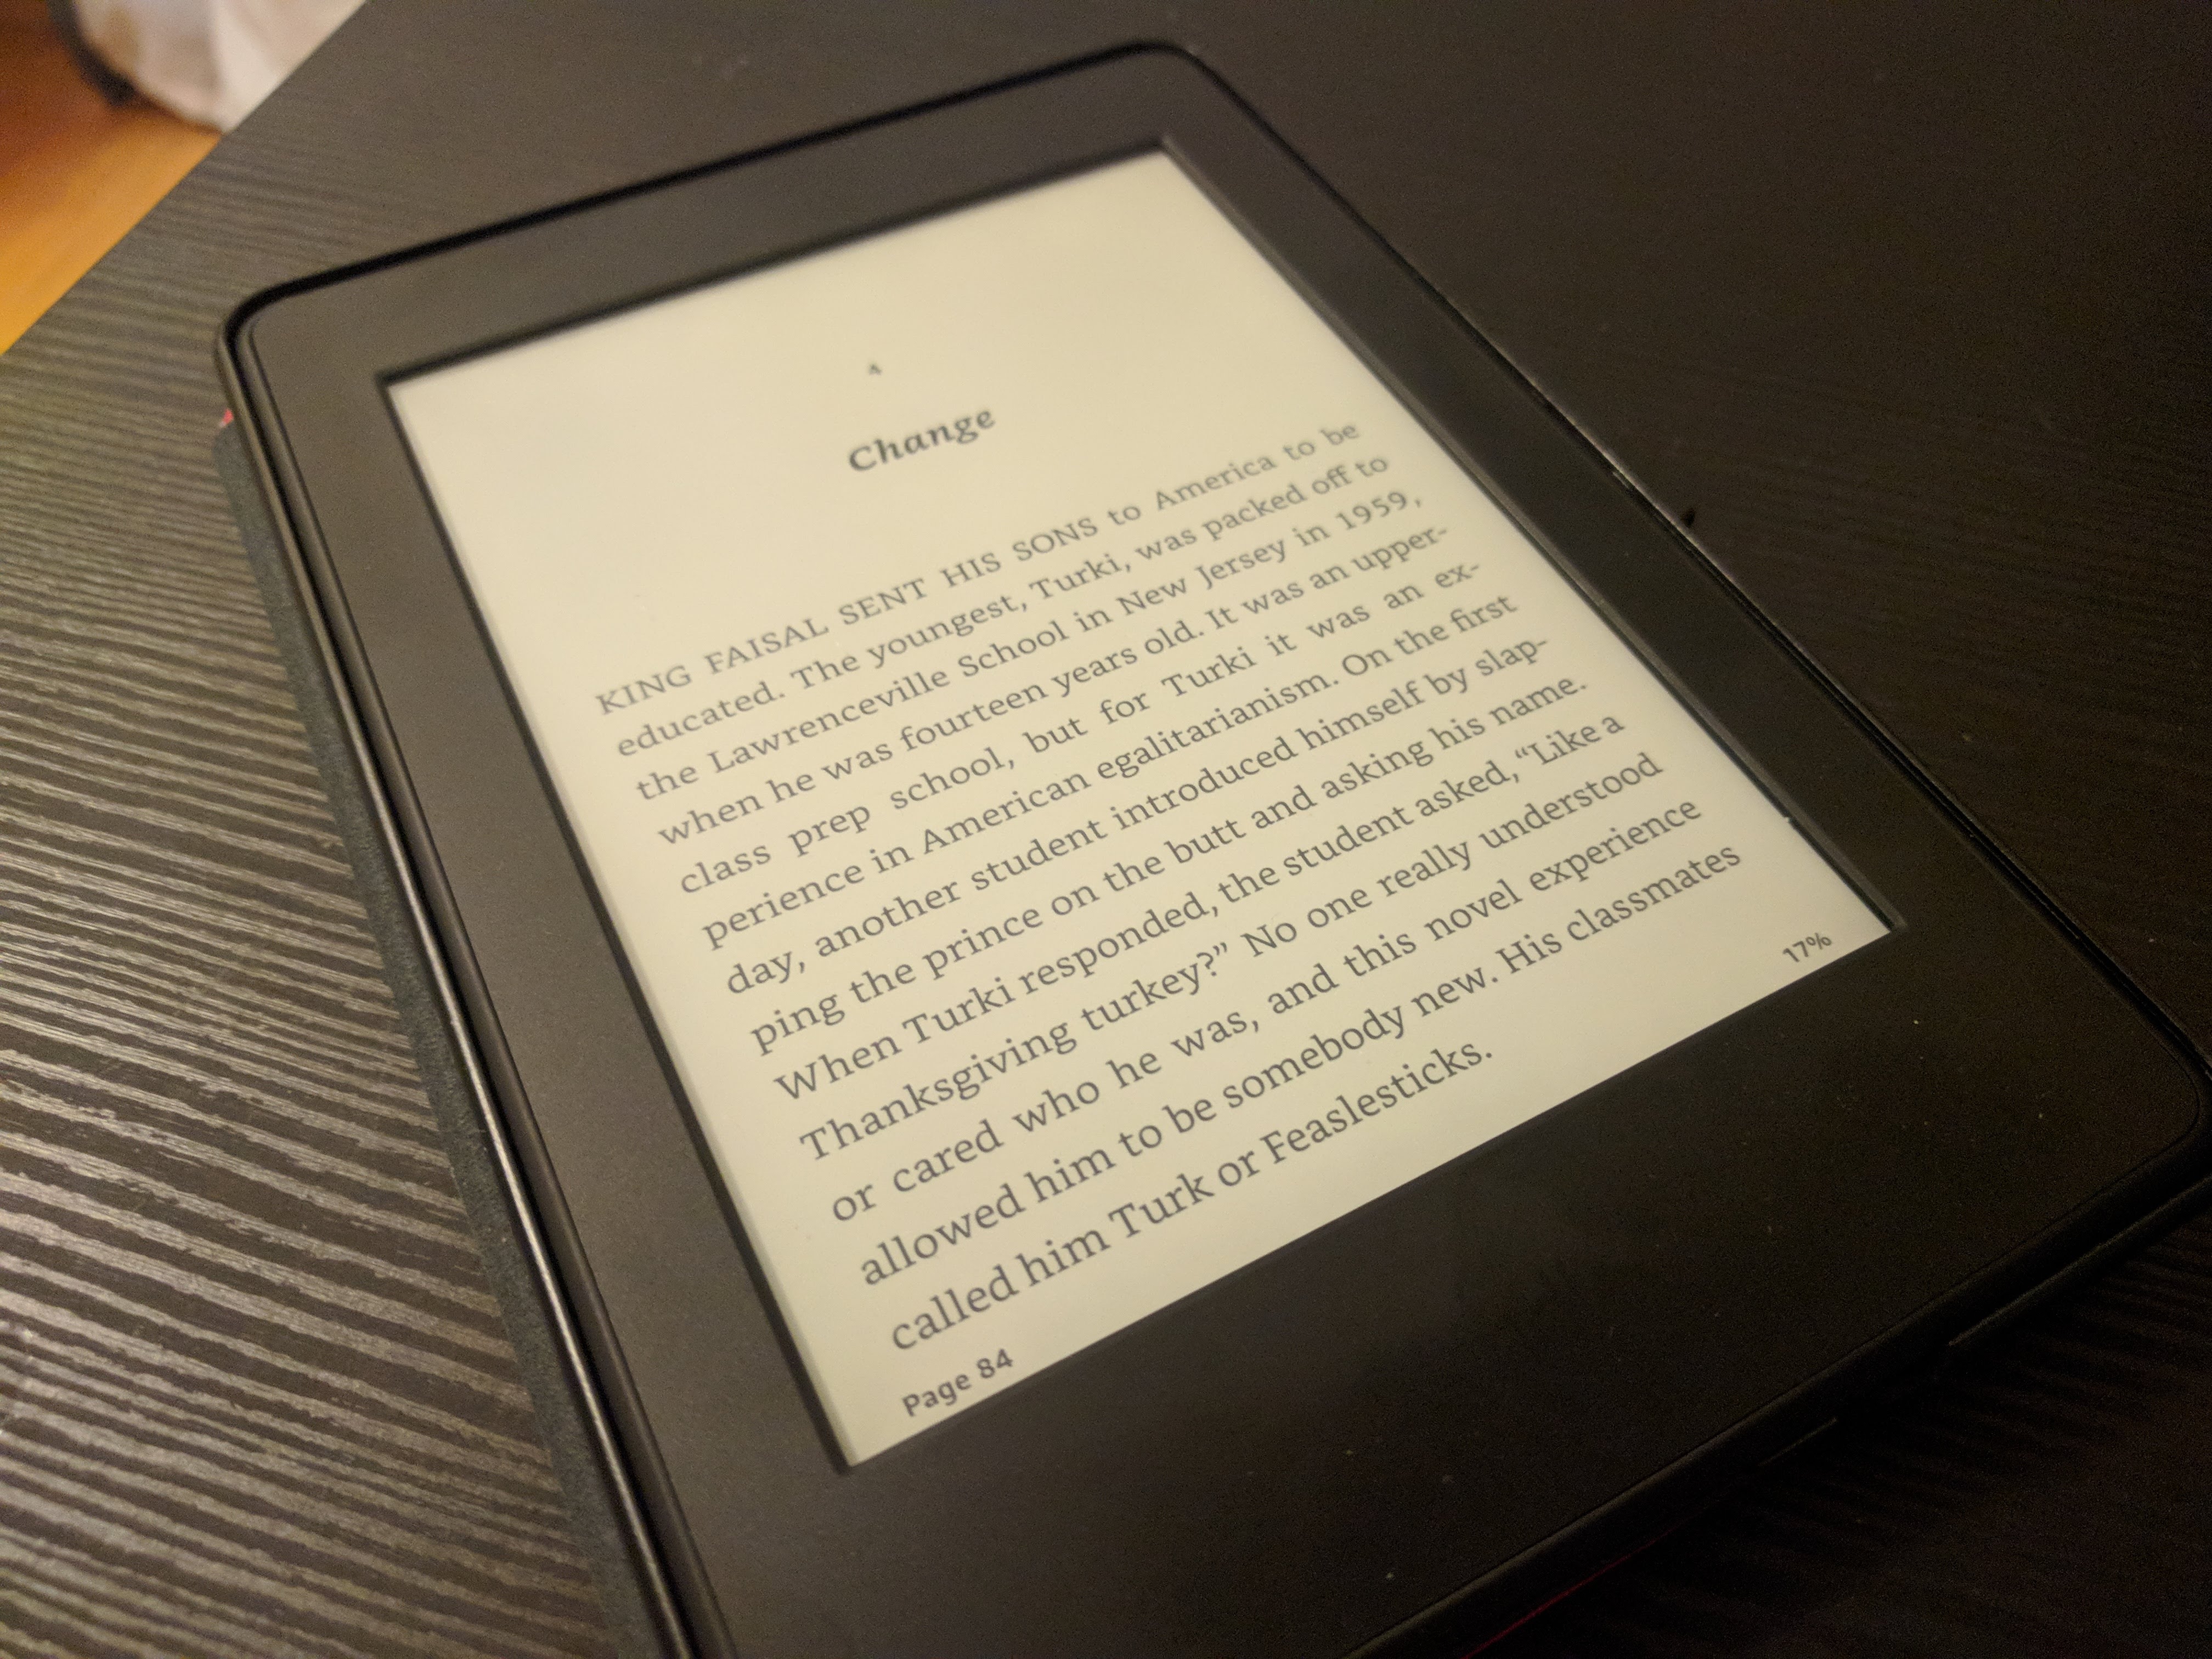 4
Change
KING FAISAL SENT HIS SONS to America to be
educated. The youngest, Turki, was packed off to
the Lawrenceville School in New Jersey in 1959,
when he was fourteen years old. It was an upper-
class prep school, but for Turki it was an ex-
perience in American egalitarianism. On the first
day, another student introduced himself by slap-
ping the prince on the butt and asking his name.
When Turki responded, the student asked, “Like a
Thanksgiving turkey?” No one really understood
or cared who he was, and this novel experience
allowed him to be somebody new. His classmates
called him Turk or Feaslesticks.
Page 84 17%